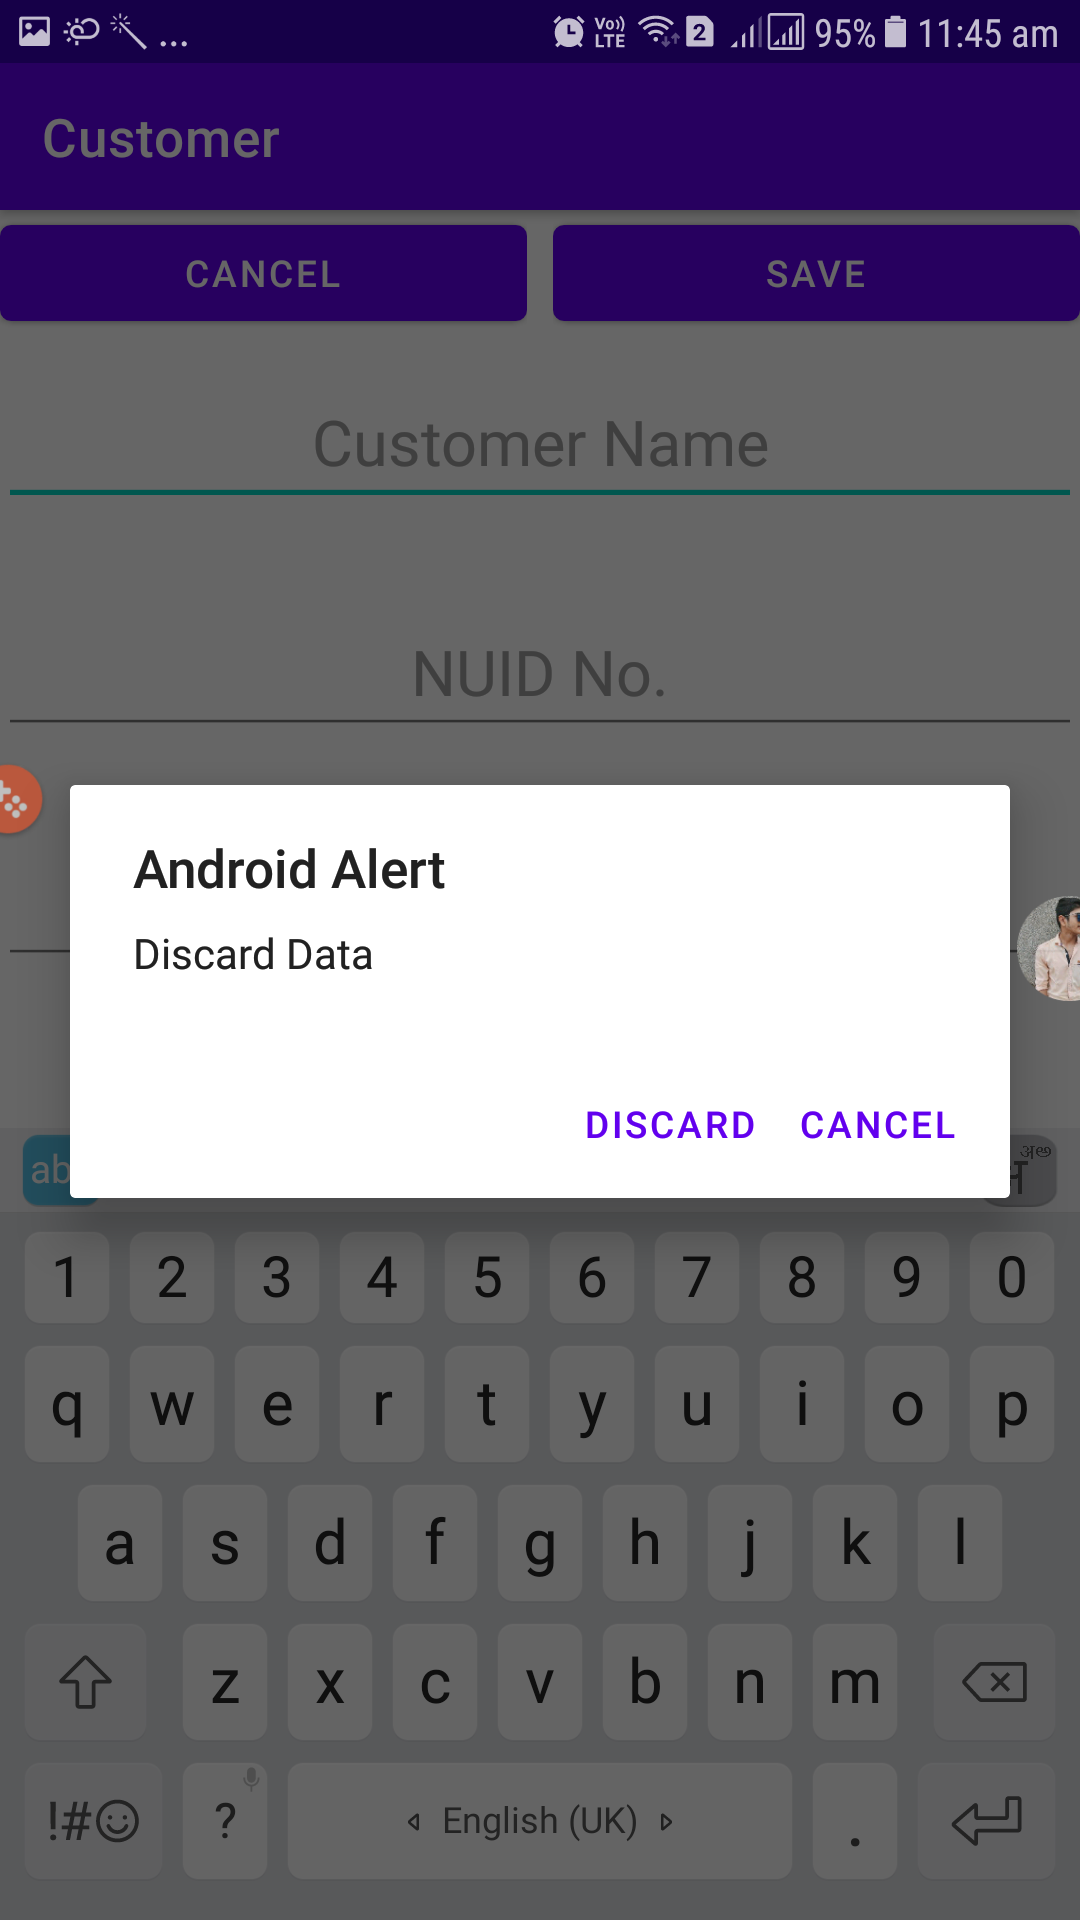 Vo)) LTE 2 95% 11:45 am
Customer
CANCEL SAVE
Customer Name
NUID No.
Android Alert
Discard Data
DISCARD CANCEL
अ
1 2 3 4 5 6 7 8 9 0
q w e r t y u i o p
a s d f g h j k l
z x c v b n m
!#☺ ? English (UK) .